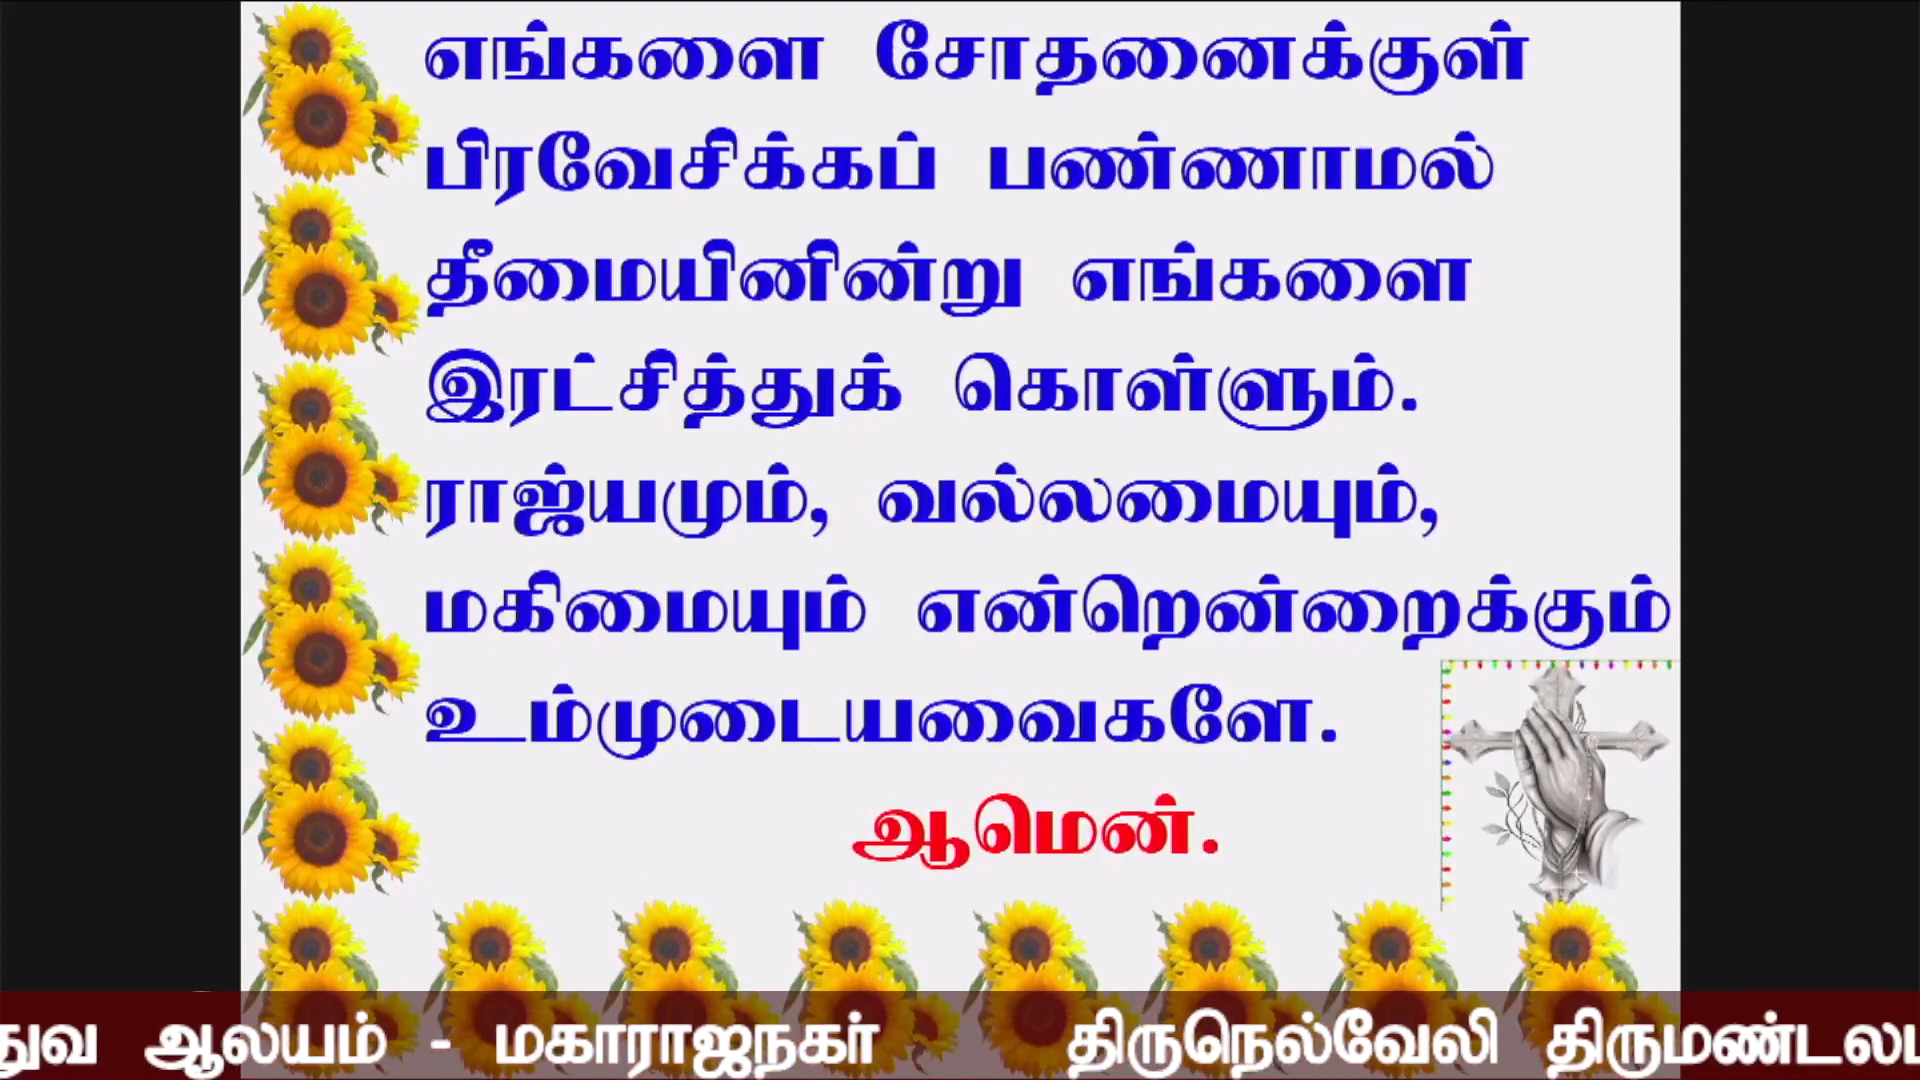 எங்களை சோதனைக்குள்
பிரவேசிக்கப் பண்ணாமல்
தீமையினின்று எங்களை
இரட்சித்துக் கொள்ளும்.
ராஜ்யமும், வல்லமையும்,
மகிமையும் என்றென்றைக்கும்
உம்முடையவைகளே.
ஆமென்.
ஆலயம் - மகாராஜநகர் திருநெல்வேலி